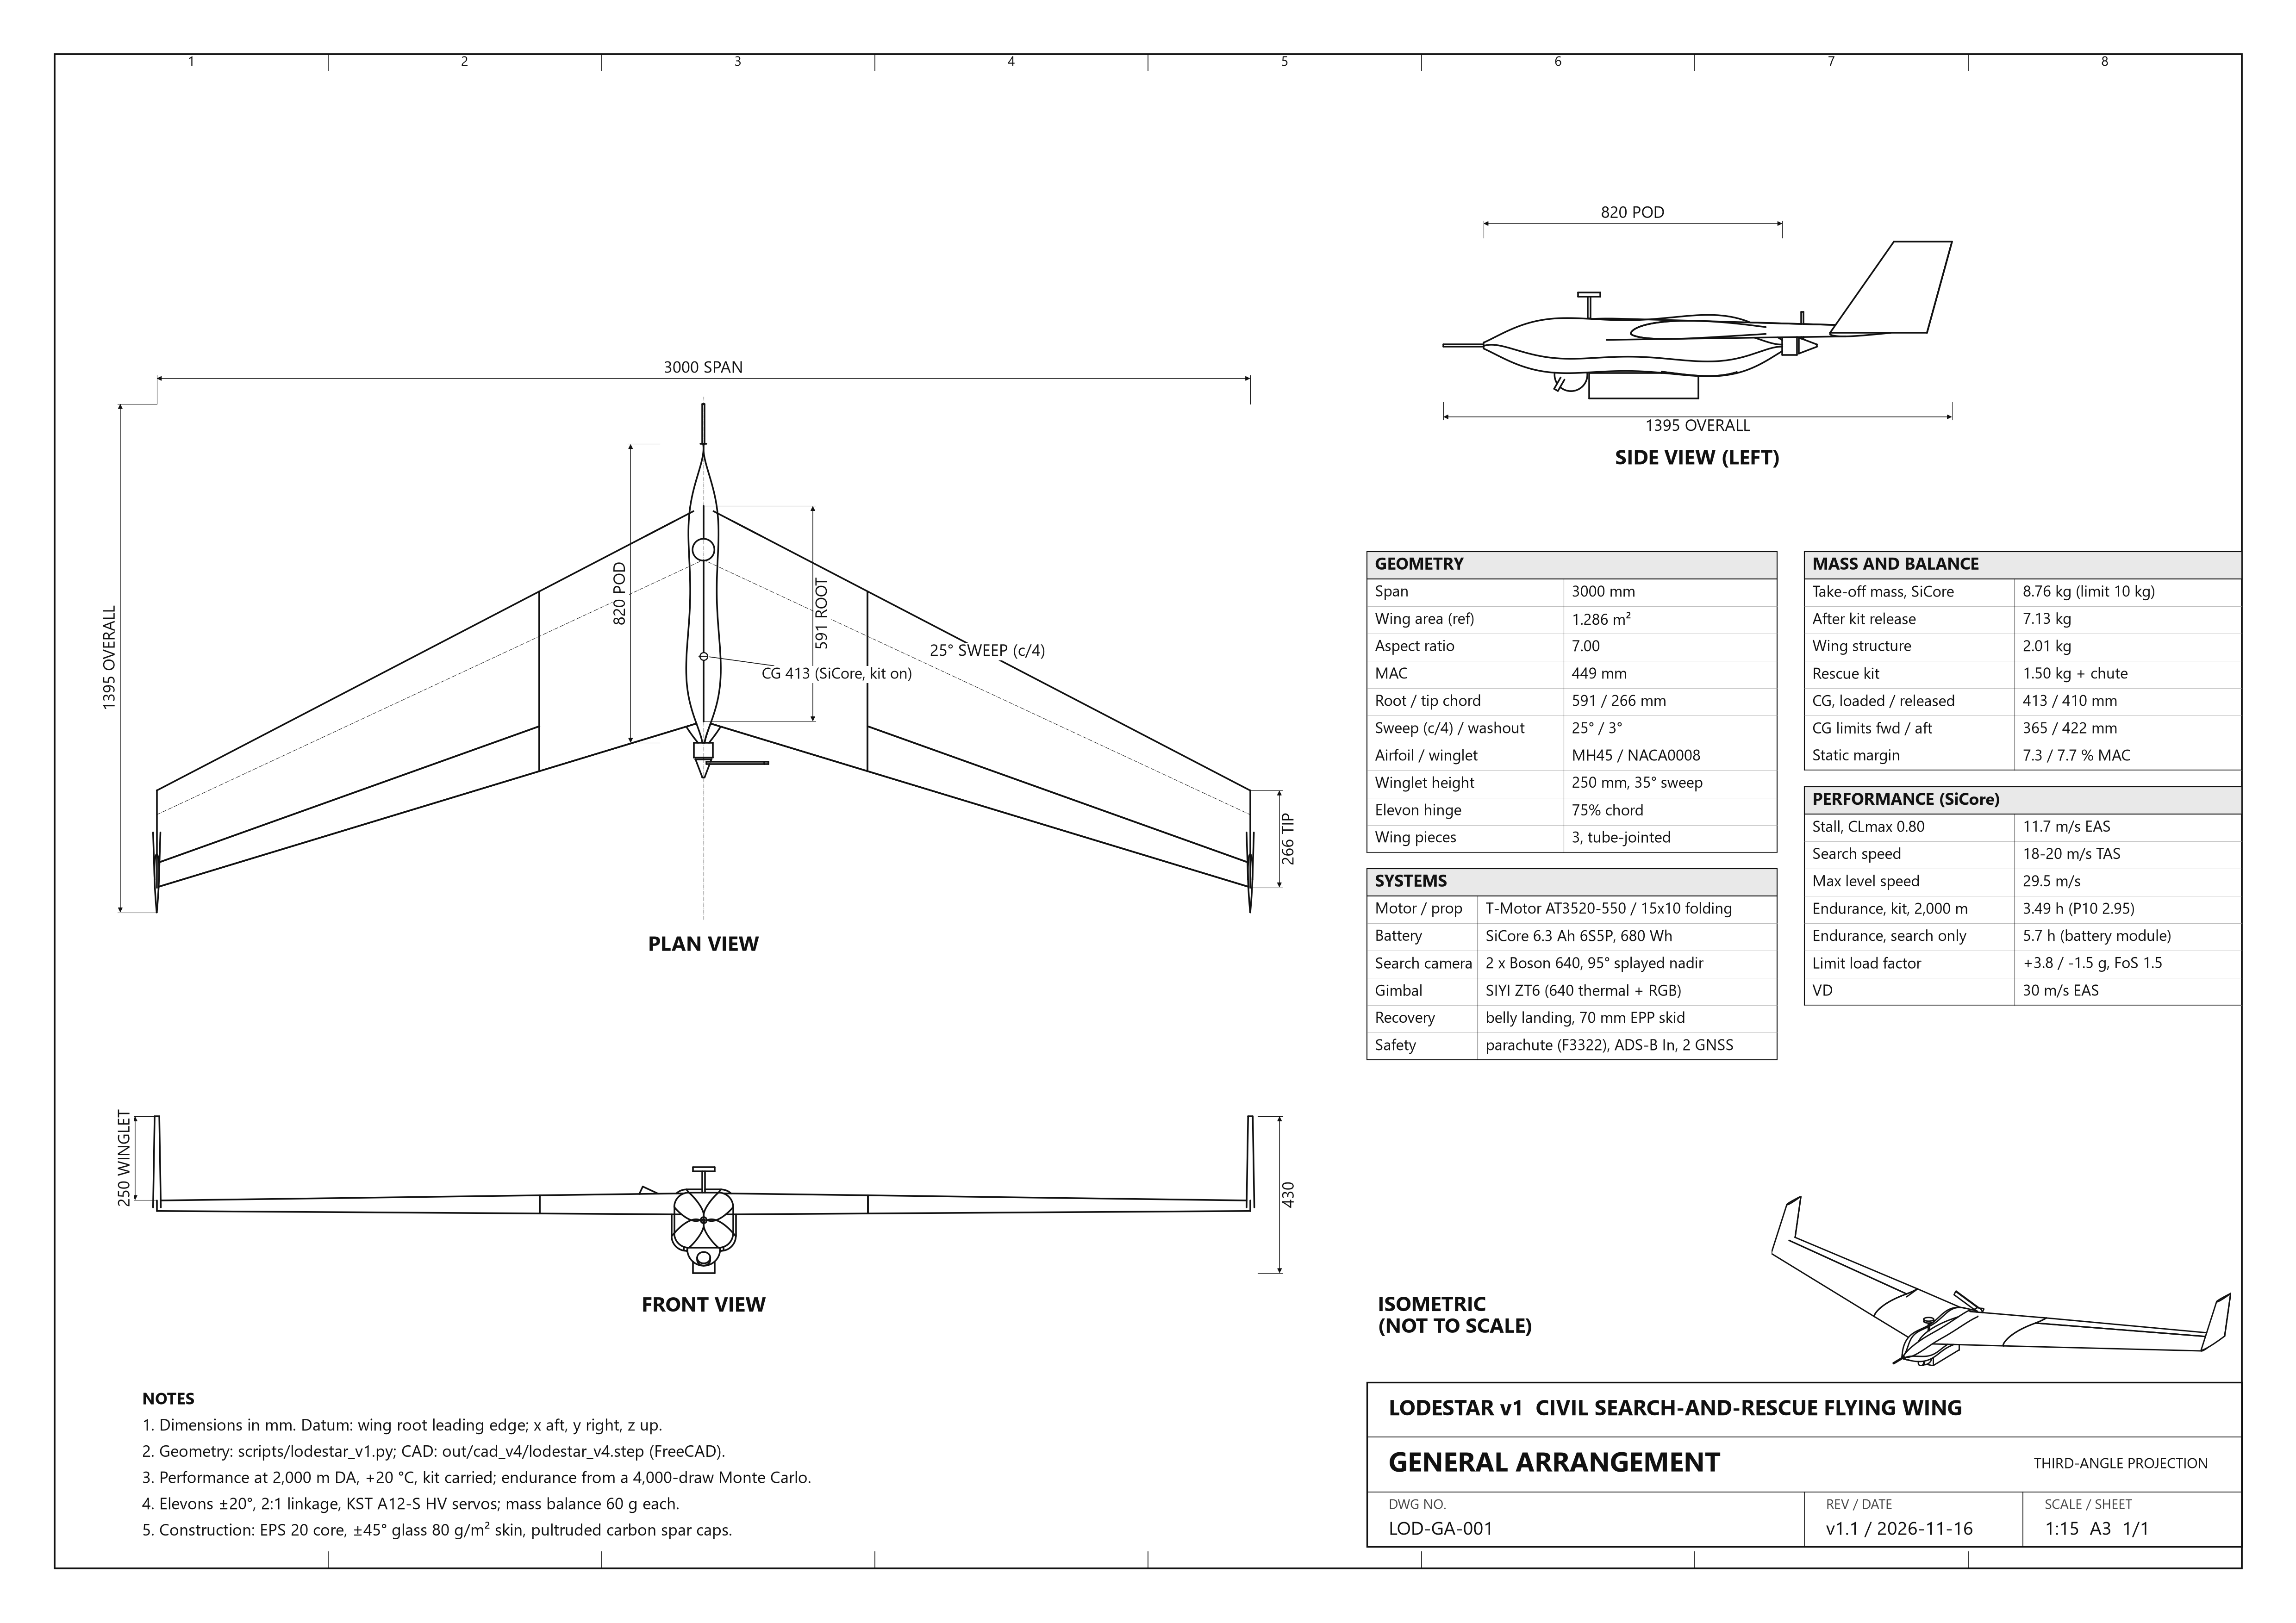 1 2 3 4 5 6 7 8
820 POD
1395 OVERALL
SIDE VIEW (LEFT)
3000 SPAN
1395 OVERALL
820 POD
591 ROOT
25° SWEEP (c/4)
CG 413 (SiCore, kit on)
266 TIP
PLAN VIEW
250 WINGLET
430
FRONT VIEW
GEOMETRY
Span 3000 mm
Wing area (ref) 1.286 m²
Aspect ratio 7.00
MAC 449 mm
Root / tip chord 591 / 266 mm
Sweep (c/4) / washout 25° / 3°
Airfoil / winglet MH45 / NACA0008
Winglet height 250 mm, 35° sweep
Elevon hinge 75% chord
Wing pieces 3, tube-jointed
SYSTEMS
Motor / prop T-Motor AT3520-550 / 15x10 folding
Battery SiCore 6.3 Ah 6S5P, 680 Wh
Search camera 2 x Boson 640, 95° splayed nadir
Gimbal SIYI ZT6 (640 thermal + RGB)
Recovery belly landing, 70 mm EPP skid
Safety parachute (F3322), ADS-B In, 2 GNSS
MASS AND BALANCE
Take-off mass, SiCore 8.76 kg (limit 10 kg)
After kit release 7.13 kg
Wing structure 2.01 kg
Rescue kit 1.50 kg + chute
CG, loaded / released 413 / 410 mm
CG limits fwd / aft 365 / 422 mm
Static margin 7.3 / 7.7 % MAC
PERFORMANCE (SiCore)
Stall, CLmax 0.80 11.7 m/s EAS
Search speed 18-20 m/s TAS
Max level speed 29.5 m/s
Endurance, kit, 2,000 m 3.49 h (P10 2.95)
Endurance, search only 5.7 h (battery module)
Limit load factor +3.8 / -1.5 g, FoS 1.5
VD 30 m/s EAS
ISOMETRIC
(NOT TO SCALE)
NOTES
1. Dimensions in mm. Datum: wing root leading edge; x aft, y right, z up.
2. Geometry: scripts/lodestar_v1.py; CAD: out/cad_v4/lodestar_v4.step (FreeCAD).
3. Performance at 2,000 m DA, +20 °C, kit carried; endurance from a 4,000-draw Monte Carlo.
4. Elevons ±20°, 2:1 linkage, KST A12-S HV servos; mass balance 60 g each.
5. Construction: EPS 20 core, ±45° glass 80 g/m² skin, pultruded carbon spar caps.
LODESTAR v1 CIVIL SEARCH-AND-RESCUE FLYING WING
GENERAL ARRANGEMENT
THIRD-ANGLE PROJECTION
DWG NO.
LOD-GA-001
REV / DATE
v1.1 / 2026-11-16
SCALE / SHEET
1:15 A3 1/1